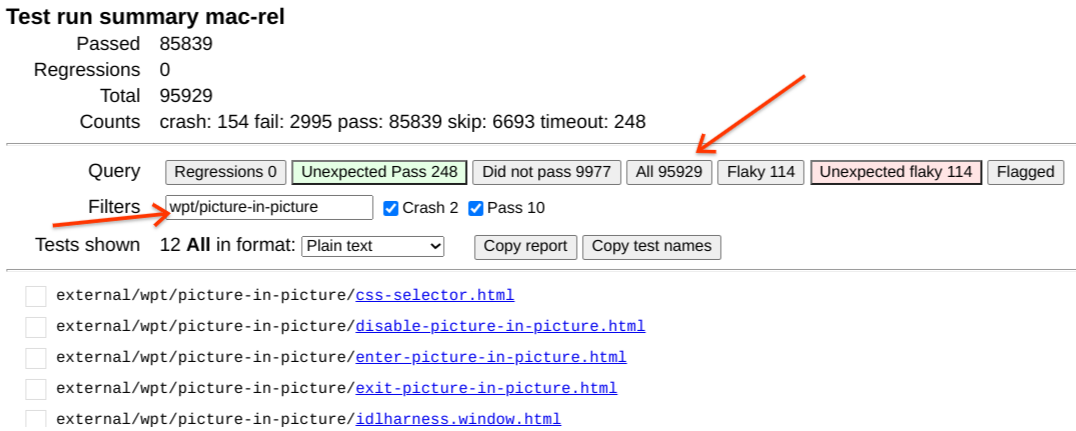 Test run summary mac-rel
Passed 85839
Regressions 0
Total 95929
Counts crash: 154 fail: 2995 pass: 85839 skip: 6693 timeout: 248
Query Regressions 0 Unexpected Pass 248 Did not pass 9977 All 95929 Flaky 114 Unexpected flaky 114 Flagged
Filters wpt/picture-in-picture Crash 2 Pass 10
Tests shown 12 All in format: Plain text Copy report Copy test names
external/wpt/picture-in-picture/css-selector.html
external/wpt/picture-in-picture/disable-picture-in-picture.html
external/wpt/picture-in-picture/enter-picture-in-picture.html
external/wpt/picture-in-picture/exit-picture-in-picture.html
external/wpt/picture-in-picture/idlharness.window.html